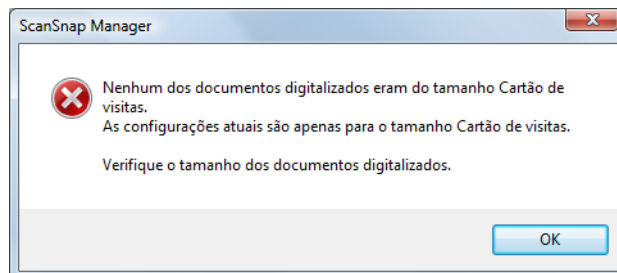 ScanSnap Manager
Nenhum dos documentos digitalizados eram do tamanho Cartão de
visitas.
As configurações atuais são apenas para o tamanho Cartão de visitas.
Verifique o tamanho dos documentos digitalizados.
OK